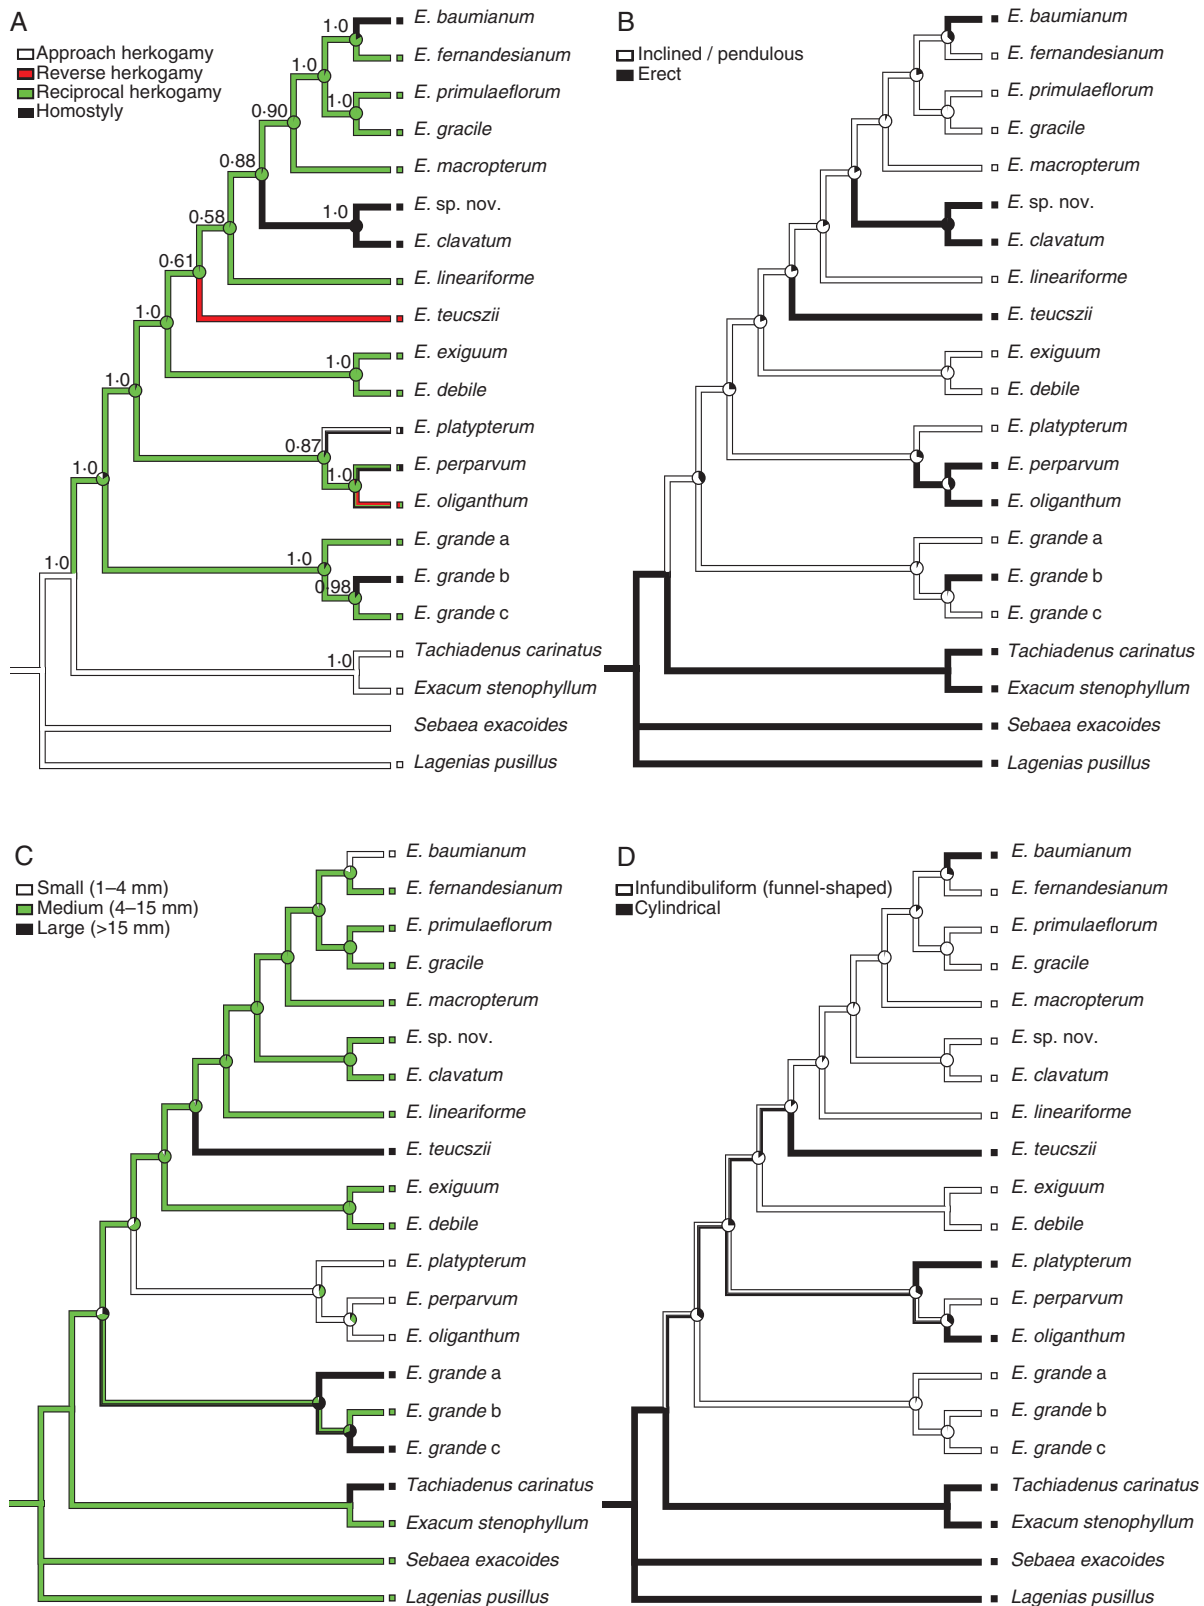 A
Approach herkogamy
Reverse herkogamy
Reciprocal herkogamy
Homostyly
1·0
1·0
1·0
0·90
0·88
1·0
0·58
0·61
1·0
1·0
1·0
0·87
1·0
1·0
1·0
0·98
1·0
1·0
E. baumianum
E. fernandesianum
E. primulaeflorum
E. gracile
E. macropterum
E. sp. nov.
E. clavatum
E. lineariforme
E. teucszii
E. exiguum
E. debile
E. platypterum
E. perparvum
E. oliganthum
E. grande a
E. grande b
E. grande c
Tachiadenus carinatus
Exacum stenophyllum
Sebaea exacoides
Lagenias pusillus
B
Inclined / pendulous
Erect
E. baumianum
E. fernandesianum
E. primulaeflorum
E. gracile
E. macropterum
E. sp. nov.
E. clavatum
E. lineariforme
E. teucszii
E. exiguum
E. debile
E. platypterum
E. perparvum
E. oliganthum
E. grande a
E. grande b
E. grande c
Tachiadenus carinatus
Exacum stenophyllum
Sebaea exacoides
Lagenias pusillus
C
Small (1–4 mm)
Medium (4–15 mm)
Large (>15 mm)
E. baumianum
E. fernandesianum
E. primulaeflorum
E. gracile
E. macropterum
E. sp. nov.
E. clavatum
E. lineariforme
E. teucszii
E. exiguum
E. debile
E. platypterum
E. perparvum
E. oliganthum
E. grande a
E. grande b
E. grande c
Tachiadenus carinatus
Exacum stenophyllum
Sebaea exacoides
Lagenias pusillus
D
Infundibuliform (funnel-shaped)
Cylindrical
E. baumianum
E. fernandesianum
E. primulaeflorum
E. gracile
E. macropterum
E. sp. nov.
E. clavatum
E. lineariforme
E. teucszii
E. exiguum
E. debile
E. platypterum
E. perparvum
E. oliganthum
E. grande a
E. grande b
E. grande c
Tachiadenus carinatus
Exacum stenophyllum
Sebaea exacoides
Lagenias pusillus